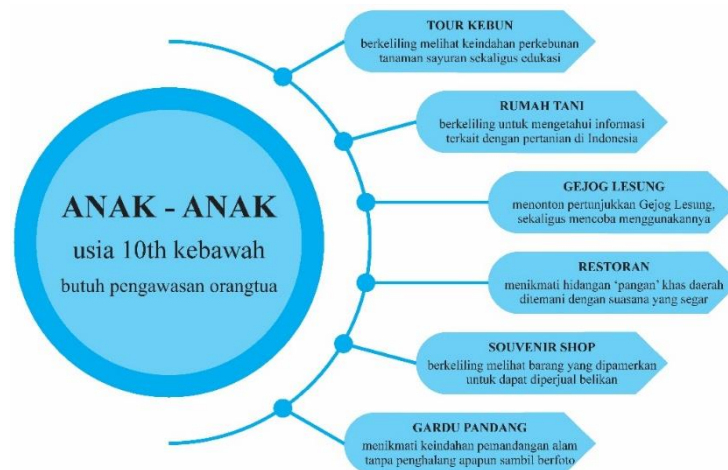 ANAK - ANAK
usia 10th kebawah
butuh pengawasan orangtua
TOUR KEBUN
berkeliling melihat keindahan perkebunan
tanaman sayuran sekaligus edukasi
RUMAH TANI
berkeliling untuk mengetahui informasi
terkait dengan pertanian di Indonesia
GEJOG LESUNG
menonton pertunjukkan Gejog Lesung,
sekaligus mencoba menggunakannya
RESTORAN
menikmati hidangan ‘pangan’ khas daerah
ditemani dengan suasana yang segar
SOUVENIR SHOP
berkeliling melihat barang yang dipamerkan
untuk dapat diperjual belikan
GARDU PANDANG
menikmati keindahan pemandangan alam
tanpa penghalang apapun sambil berfoto